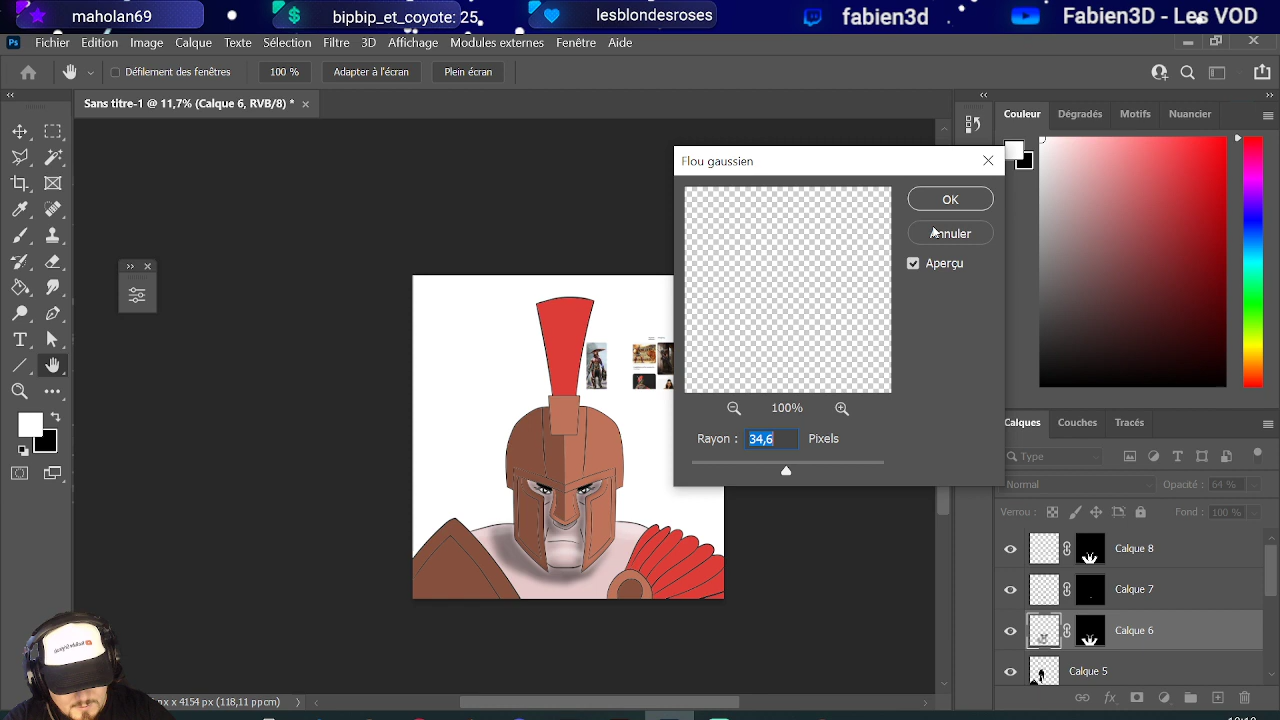 maholan69
bipbip_et_coyote: 25
lesblondesroses
fabien3d
Fabien3D - Les VOD
Ps Fichier Edition Image Calque Texte Sélection Filtre 3D Affichage Modules externes Fenêtre Aide
Défilement des fenêtres 100 % Adapter à l'écran Plein écran
Sans titre-1 @ 11,7% (Calque 6, RVB/8) *
Couleur Dégradés Motifs Nuancier
Flou gaussien
OK
Annuler
Aperçu
100%
Rayon : 34,6 Pixels
Calques Couches Tracés
Type
Normal Opacité : 64 %
Verrou : Fond : 100 %
Calque 8
Calque 7
Calque 6
Calque 5
px x 4154 px (118,11 ppcm)